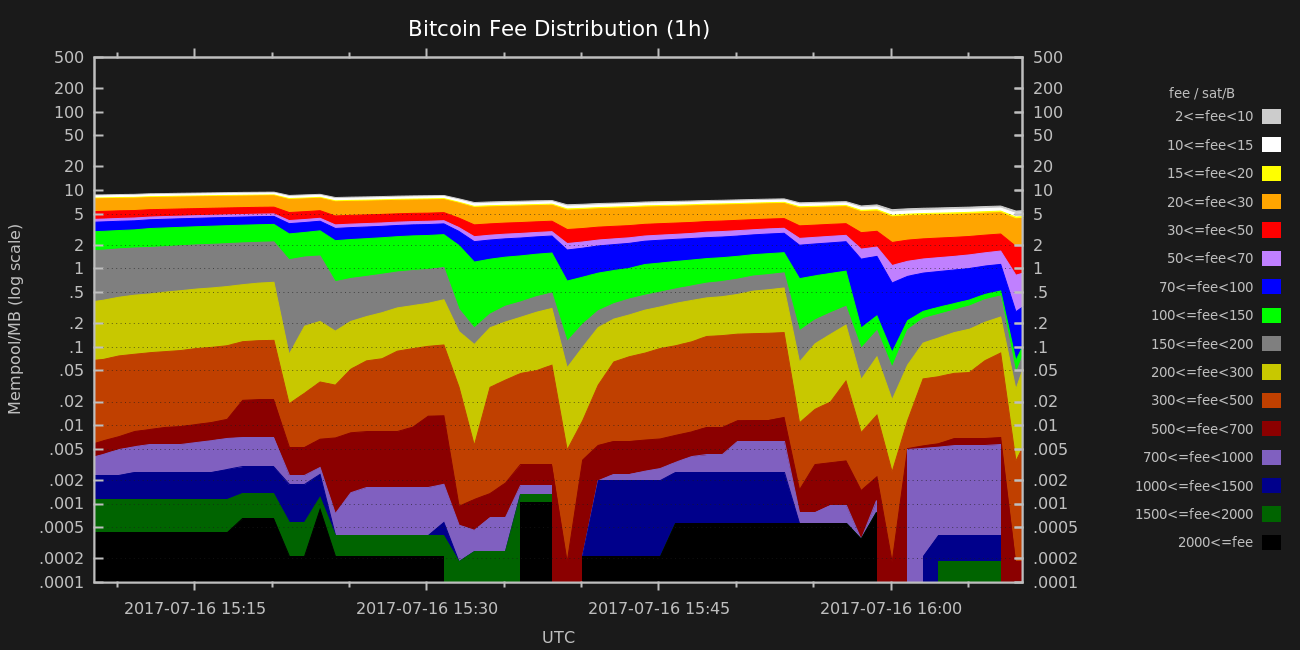 Bitcoin Fee Distribution (1h)
500
200
100
50
20
10
5
2
1
.5
.2
.1
.05
.02
.01
.005
.002
.001
.0005
.0002
.0001
Mempool/MB (log scale)
500
200
100
50
20
10
5
2
1
.5
.2
.1
.05
.02
.01
.005
.002
.001
.0005
.0002
.0001
2017-07-16 15:15
2017-07-16 15:30
2017-07-16 15:45
2017-07-16 16:00
UTC
fee / sat/B
2<=fee<10
10<=fee<15
15<=fee<20
20<=fee<30
30<=fee<50
50<=fee<70
70<=fee<100
100<=fee<150
150<=fee<200
200<=fee<300
300<=fee<500
500<=fee<700
700<=fee<1000
1000<=fee<1500
1500<=fee<2000
2000<=fee